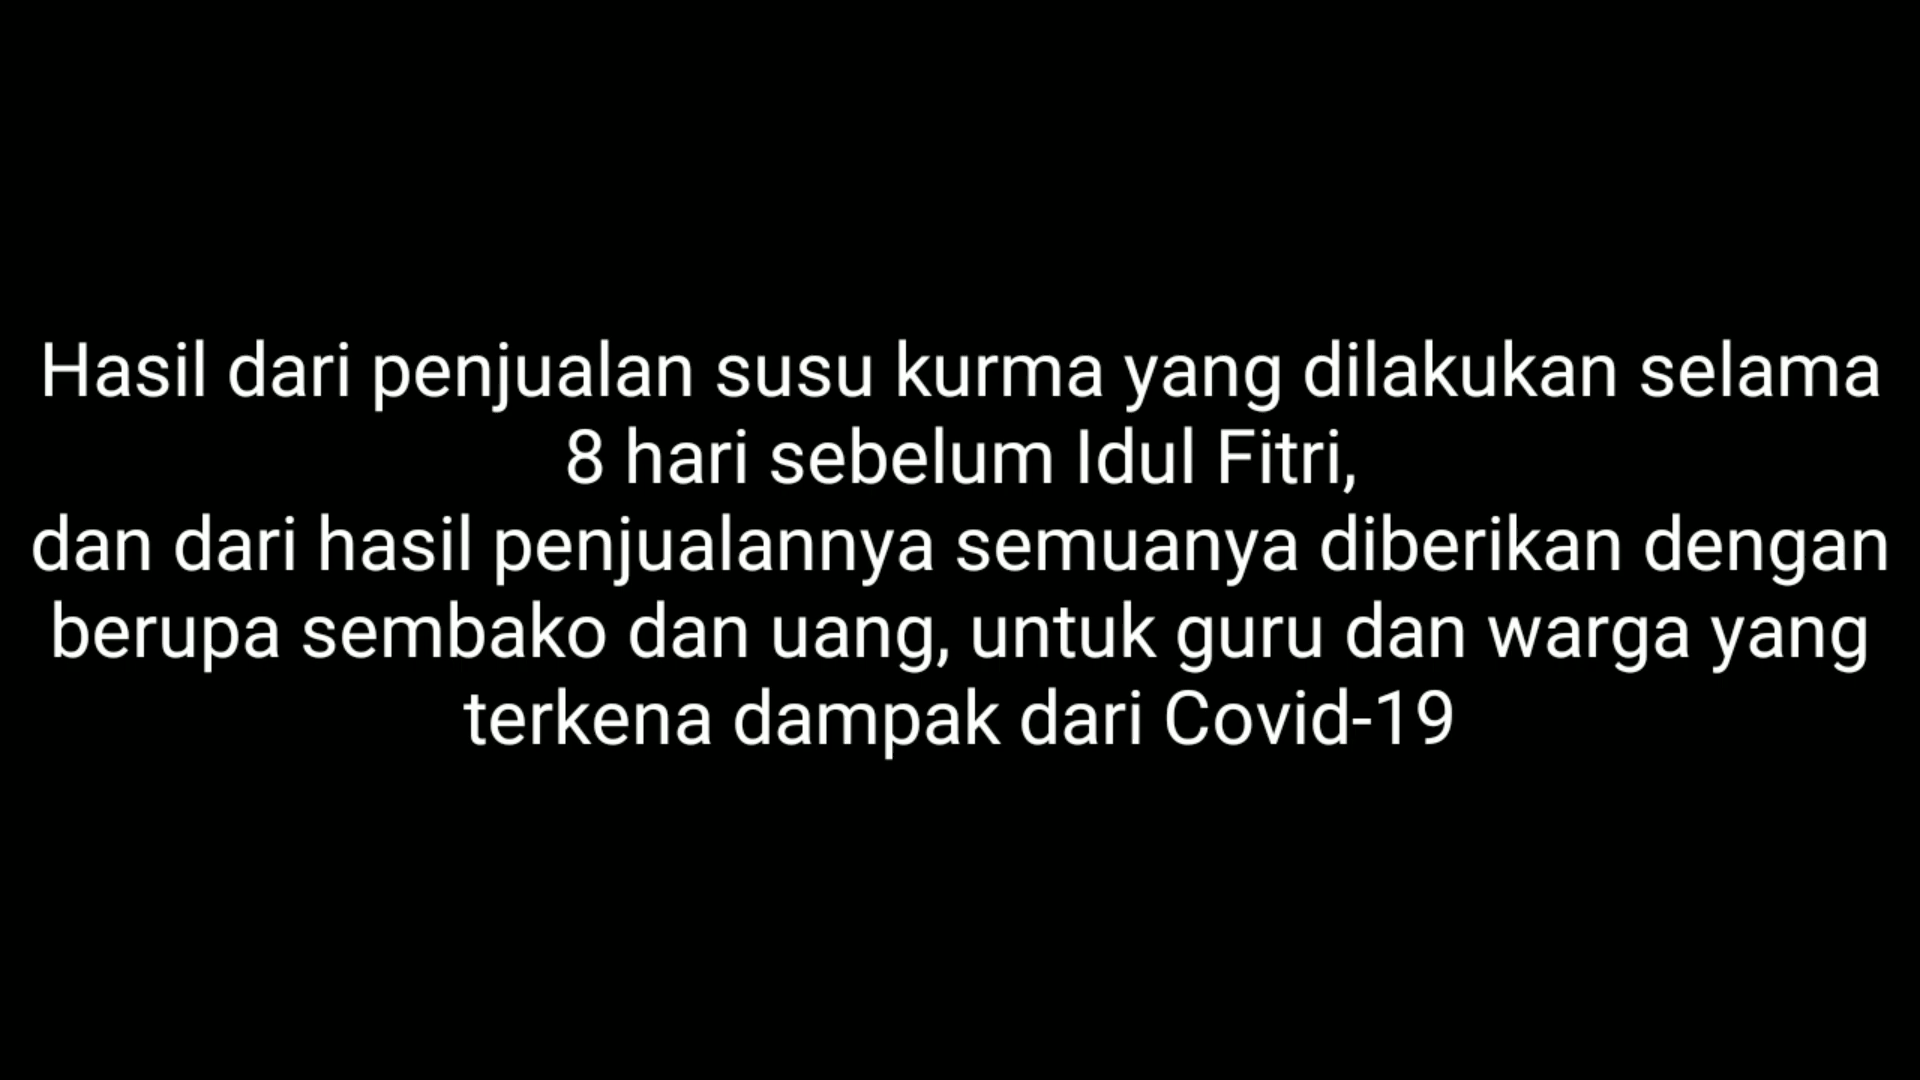 Hasil dari penjualan susu kurma yang dilakukan selama
8 hari sebelum Idul Fitri,
dan dari hasil penjualannya semuanya diberikan dengan
berupa sembako dan uang, untuk guru dan warga yang
terkena dampak dari Covid-19